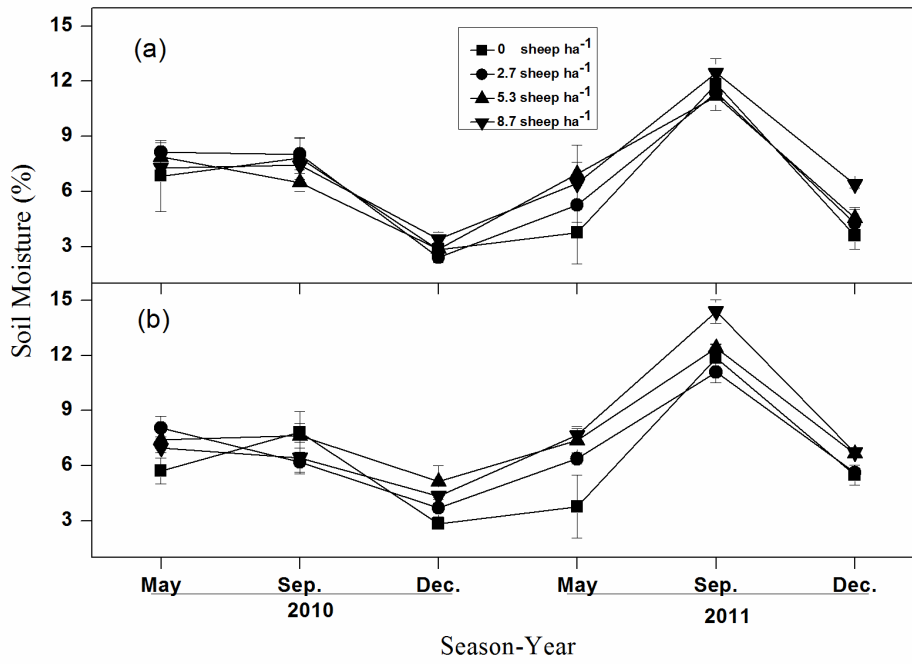 15
12
9
6
3
(a)
0 sheep ha-1
2.7 sheep ha-1
5.3 sheep ha-1
8.7 sheep ha-1
Soil Moisture (%)
15
12
9
6
3
(b)
May Sep. Dec. May Sep. Dec.
2010 2011
Season-Year